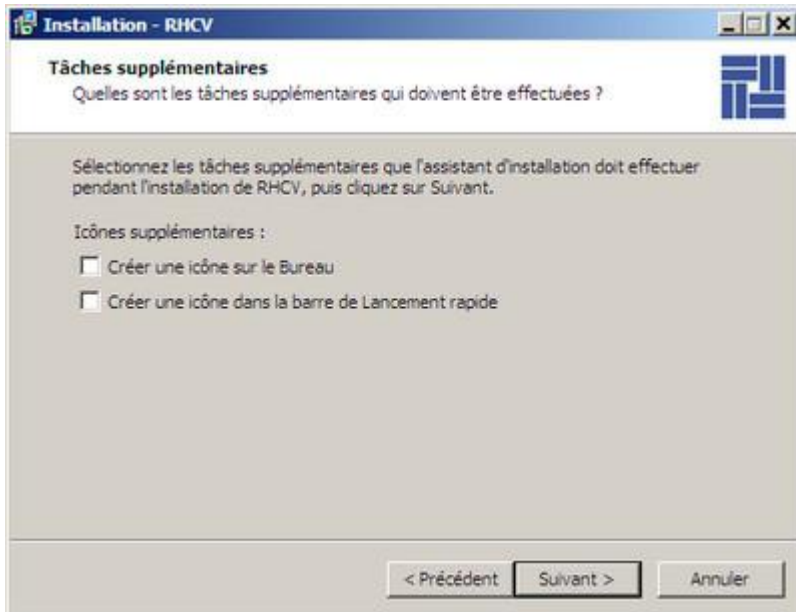 Installation - RHCV
Tâches supplémentaires
Quelles sont les tâches supplémentaires qui doivent être effectuées ?
Sélectionnez les tâches supplémentaires que l'assistant d'installation doit effectuer
pendant l'installation de RHCV, puis cliquez sur Suivant.
Icônes supplémentaires :
Créer une icône sur le Bureau
Créer une icône dans la barre de Lancement rapide
< Précédent Suivant > Annuler